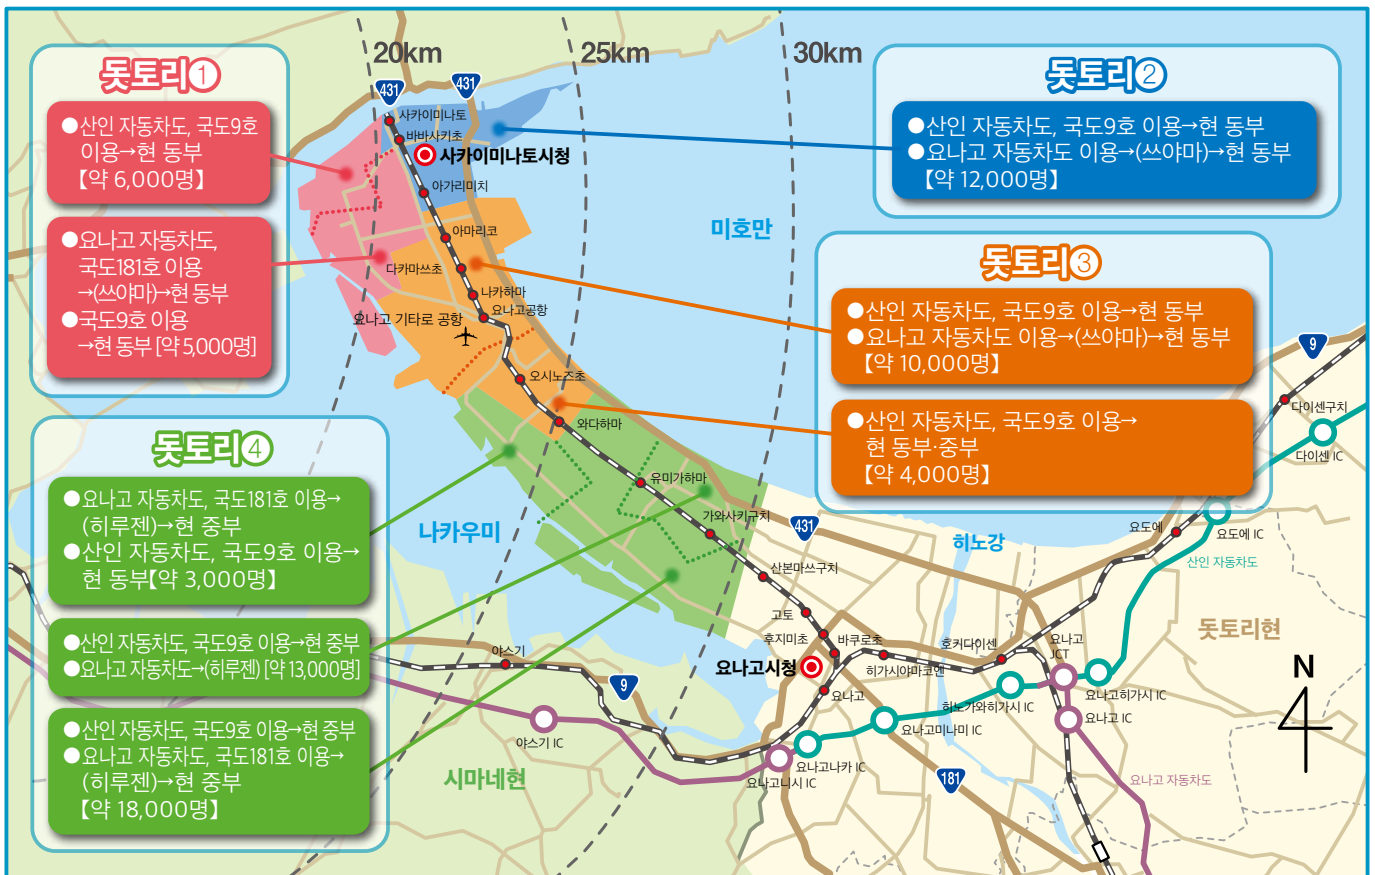 20km
25km
30km
돗토리①
●산인 자동차도, 국도9호
이용→현 동부
【약 6,000명】
●요나고 자동차도,
국도181호 이용
→(쓰야마)→현 동부
●국도9호 이용
→현 동부 [약 5,000명]
돗토리②
●산인 자동차도, 국도9호 이용→현 동부
●요나고 자동차도 이용→(쓰야마)→현 동부
【약 12,000명】
돗토리③
●산인 자동차도, 국도9호 이용→현 동부
●요나고 자동차도 이용→(쓰야마)→현 동부
【약 10,000명】
●산인 자동차도, 국도9호 이용→
현 동부·중부
【약 4,000명】
돗토리④
●요나고 자동차도, 국도181호 이용→
(히루젠)→현 중부
●산인 자동차도, 국도9호 이용→
현 동부【약 3,000명】
●산인 자동차도, 국도9호 이용→현 중부
●요나고 자동차도→(히루젠) [약 13,000명]
●산인 자동차도, 국도9호 이용→현 중부
●요나고 자동차도, 국도181호 이용→
(히루젠)→현 중부
【약 18,000명】
431
431
사카이미나토
바바사키초
사카이미나토시청
아가리미치
아마리코
다카마쓰초
나카하마
요나고공항
요나고 기타로 공항
오시노즈초
와다하마
유미가하마
가와사키구치
산본마쓰구치
고토
후지미초
바쿠로초
요나고시청
요나고
히가시야마코엔
호키다이센
요나고
JCT
미호만
나카우미
431
히노강
9
다이센구치
다이센 IC
요도에
요도에 IC
산인 자동차도
돗토리현
N
야스기
9
야스기 IC
시마네현
요나고니시 IC
요나고나카 IC
요나고미나미 IC
히노가와히가시 IC
요나고히가시 IC
요나고 IC
181
요나고 자동차도